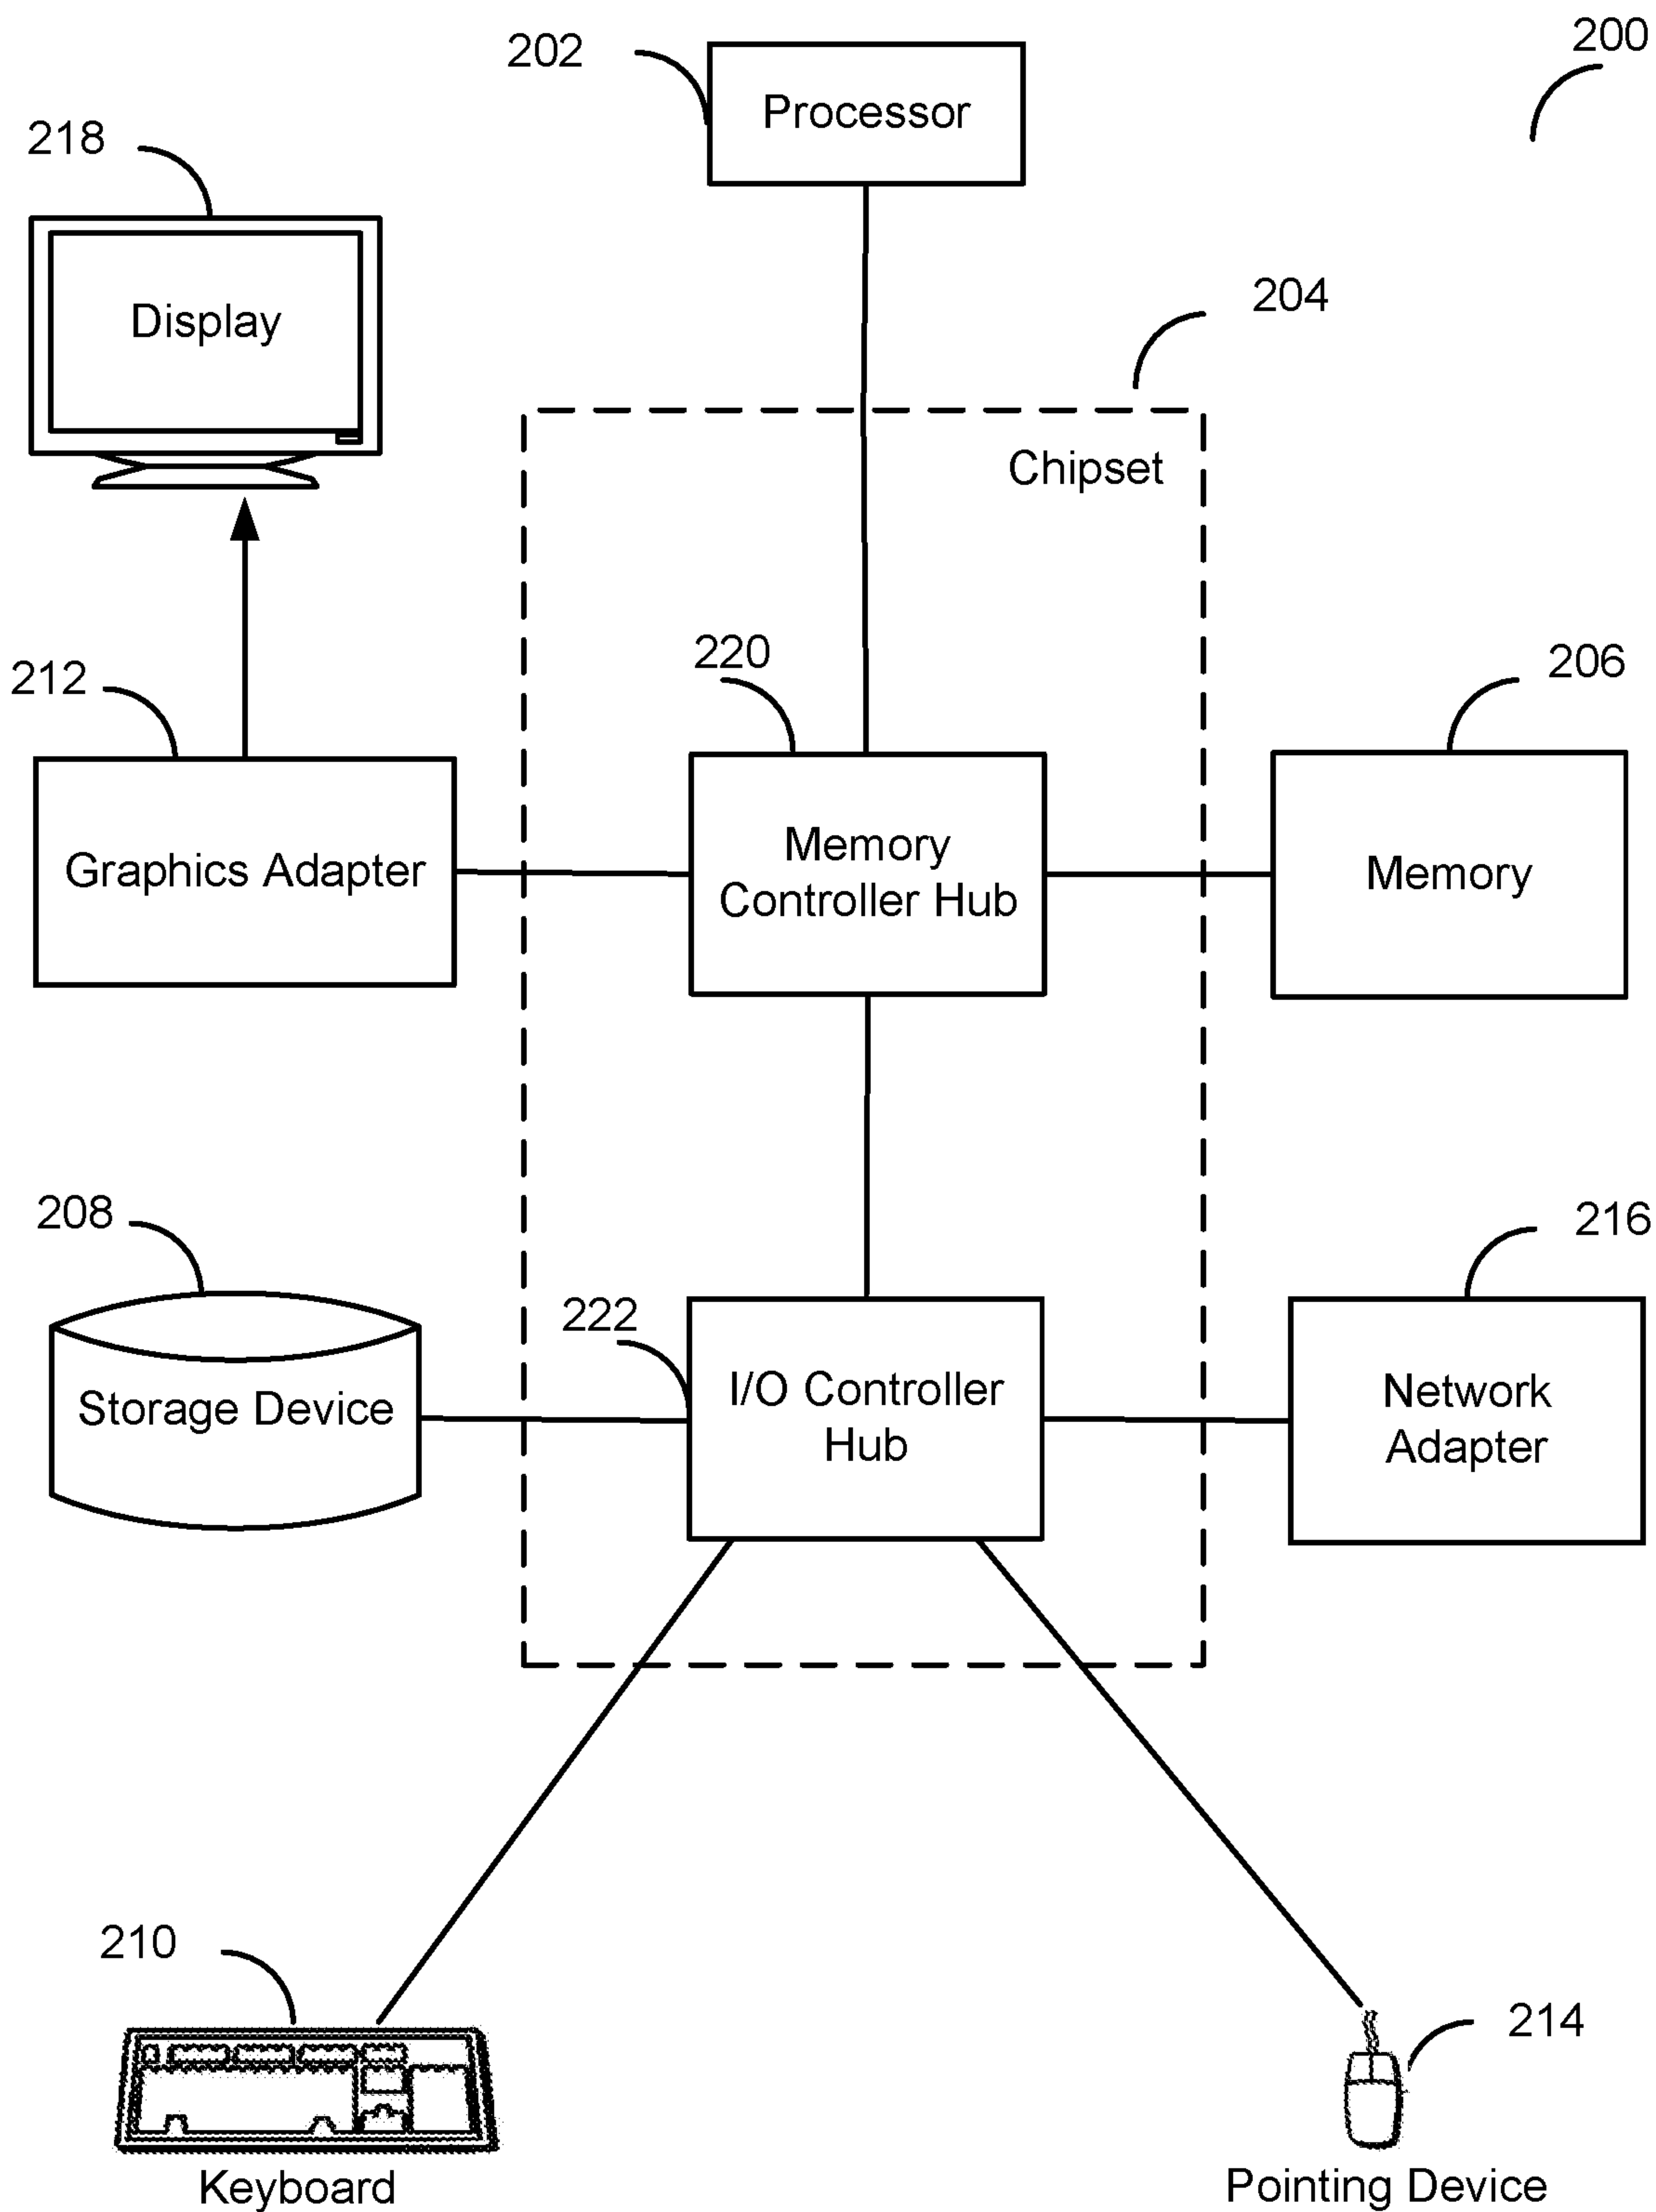 200
202
Processor
218
Display
204
Chipset
212
220
206
Graphics Adapter
Memory
Controller Hub
Memory
208
222
216
Storage Device
I/O Controller
Hub
Network
Adapter
210
214
Keyboard
Pointing Device